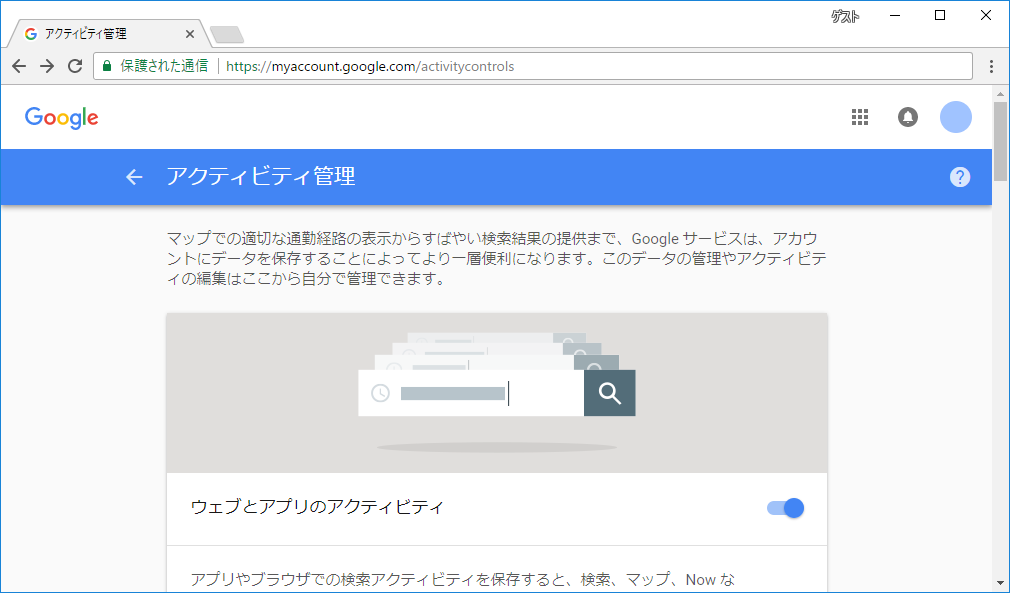 ゲスト
アクティビティ管理
保護された通信 https://myaccount.google.com/activitycontrols
Google
アクティビティ管理
マップでの適切な通勤経路の表示からすばやい検索結果の提供まで、Google サービスは、アカウ
ントにデータを保存することによってより一層便利になります。このデータの管理やアクティビテ
ィの編集はここから自分で管理できます。
ウェブとアプリのアクティビティ
アプリやブラウザでの検索アクティビティを保存すると、検索、マップ、Now な